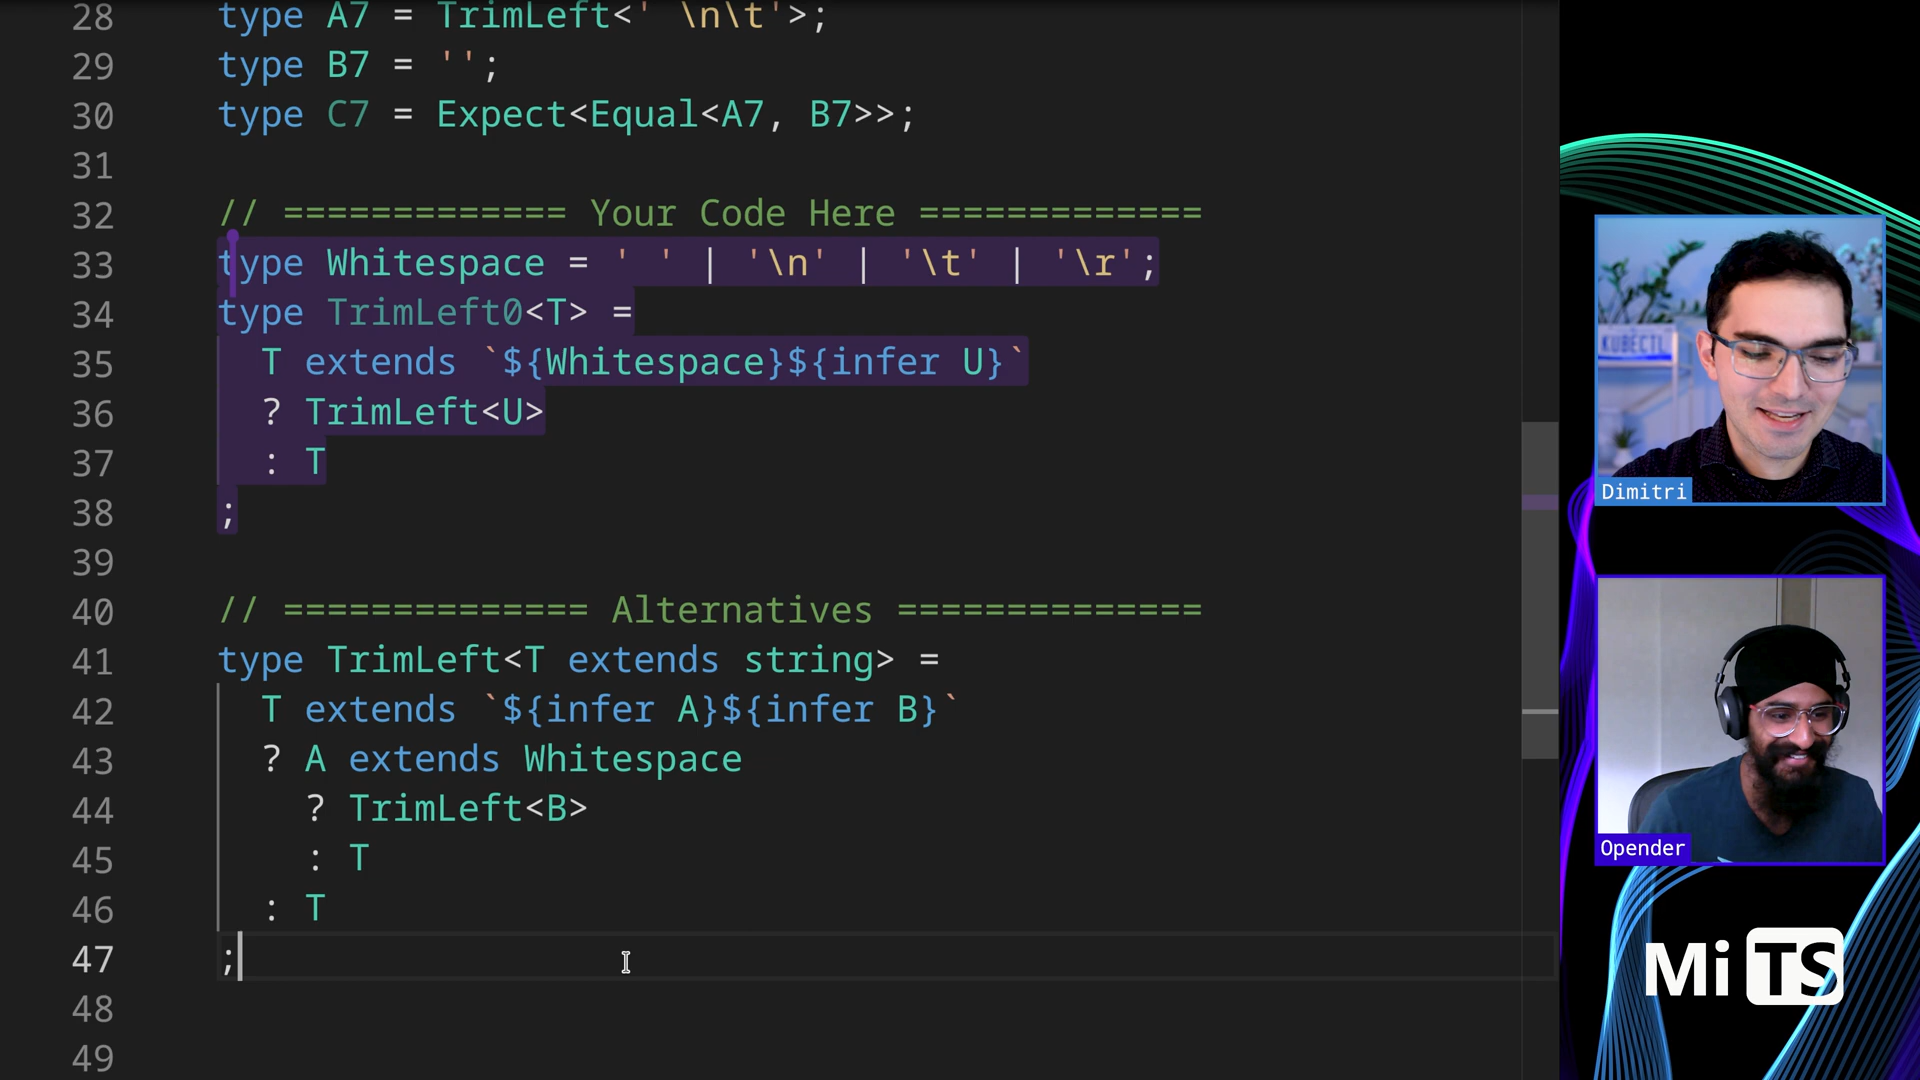 28 type A7 = TrimLeft<' \n\t'>;
29 type B7 = '';
30 type C7 = Expect<Equal<A7, B7>>;
31
32 // ============= Your Code Here =============
33 type Whitespace = ' ' | '\n' | '\t' | '\r';
34 type TrimLeft0<T> =
35   T extends `${Whitespace}${infer U}`
36   ? TrimLeft<U>
37   : T
38 ;
39
40 // ============== Alternatives ==============
41 type TrimLeft<T extends string> =
42   T extends `${infer A}${infer B}`
43   ? A extends Whitespace
44     ? TrimLeft<B>
45     : T
46   : T
47 ;
48
49
KUBECTL
Dimitri
Opender
Mi TS